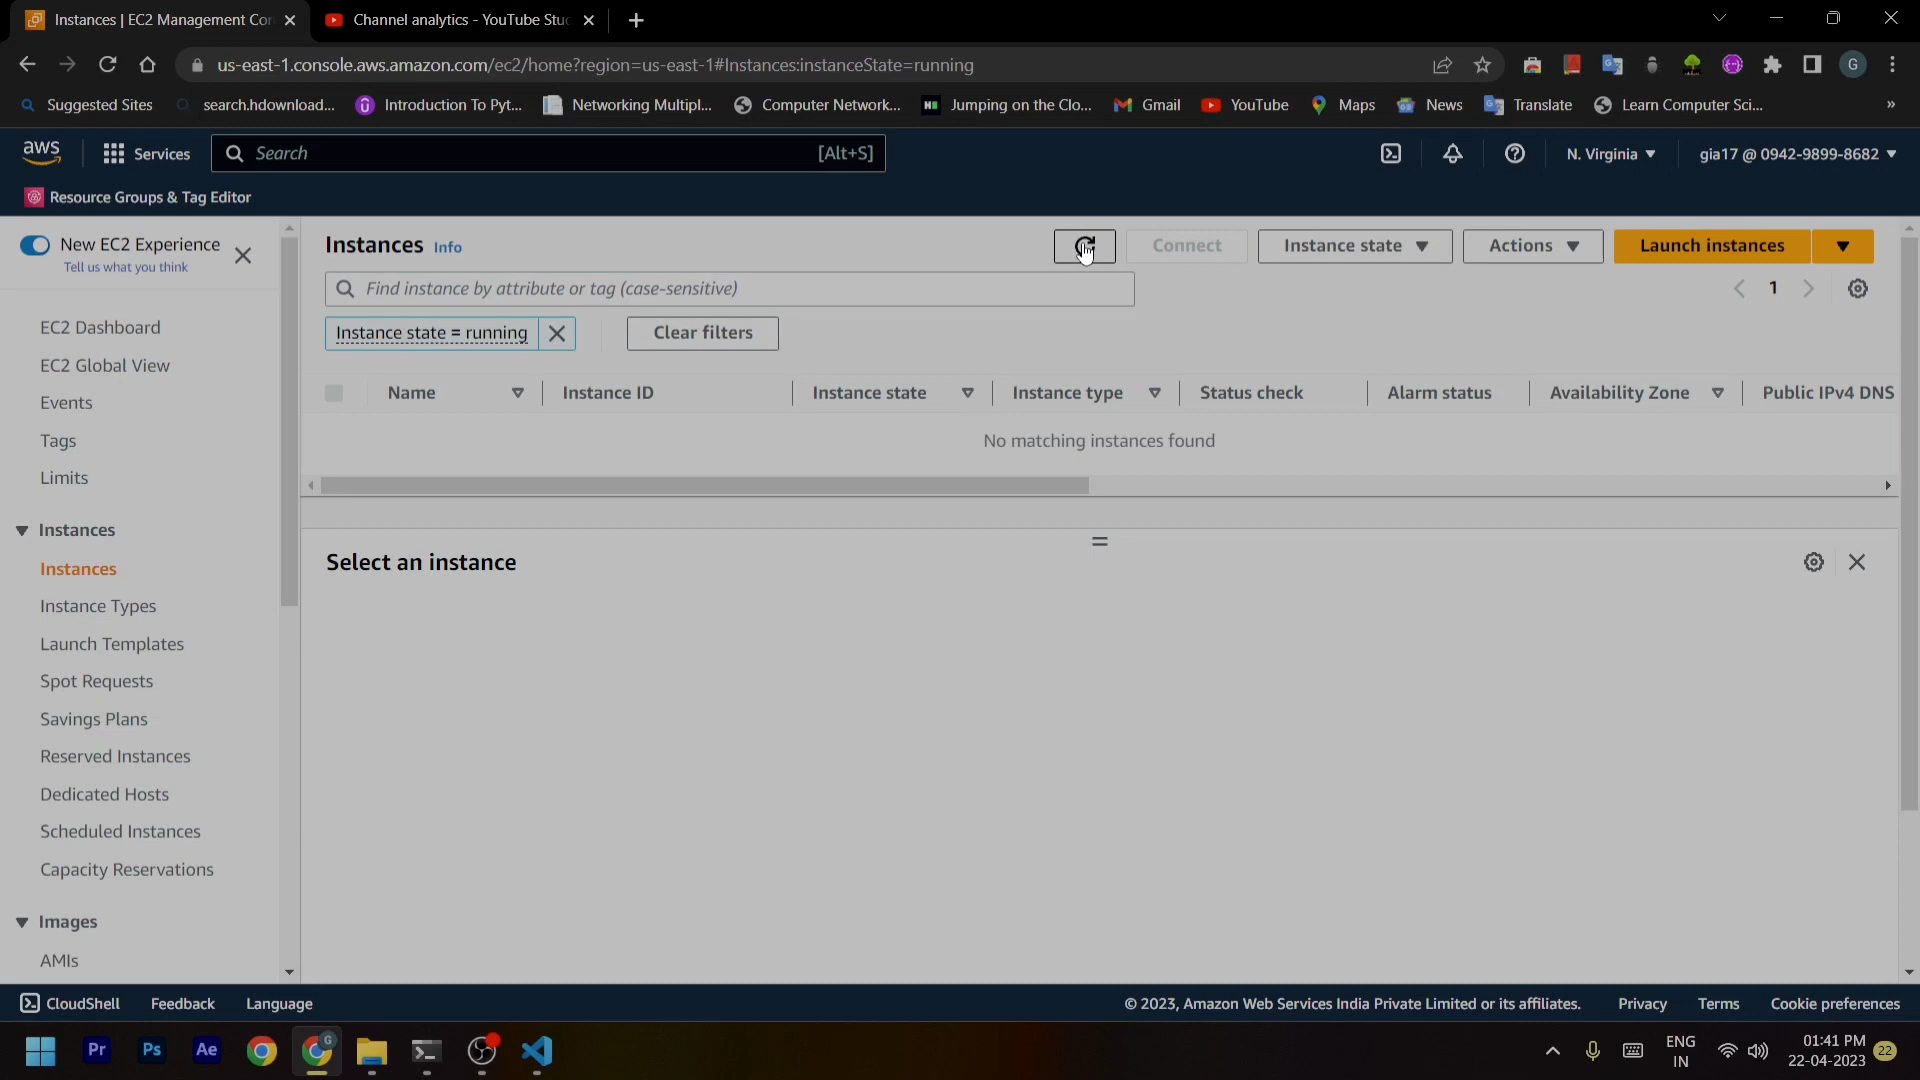 Instances | EC2 Management Con
Channel analytics - YouTube Stud
us-east-1.console.aws.amazon.com/ec2/home?region=us-east-1#Instances:instanceState=running
G
Suggested Sites
search.hdownload...
Introduction To Pyt...
Networking Multipl...
Computer Network...
Jumping on the Clo...
Gmail
YouTube
Maps
News
Translate
Learn Computer Sci...
»
aws
Services
Search
[Alt+S]
N. Virginia
gia17 @ 0942-9899-8682
Resource Groups & Tag Editor
New EC2 Experience
Tell us what you think
EC2 Dashboard
EC2 Global View
Events
Tags
Limits
Instances
Instances
Instance Types
Launch Templates
Spot Requests
Savings Plans
Reserved Instances
Dedicated Hosts
Scheduled Instances
Capacity Reservations
Images
AMIs
Instances Info
Connect
Instance state
Actions
Launch instances
Find instance by attribute or tag (case-sensitive)
1
Instance state = running
Clear filters
Name
Instance ID
Instance state
Instance type
Status check
Alarm status
Availability Zone
Public IPv4 DNS
No matching instances found
Select an instance
CloudShell
Feedback
Language
© 2023, Amazon Web Services India Private Limited or its affiliates.
Privacy
Terms
Cookie preferences
Pr
Ps
Ae
G
ENG
IN
01:41 PM
22-04-2023
22